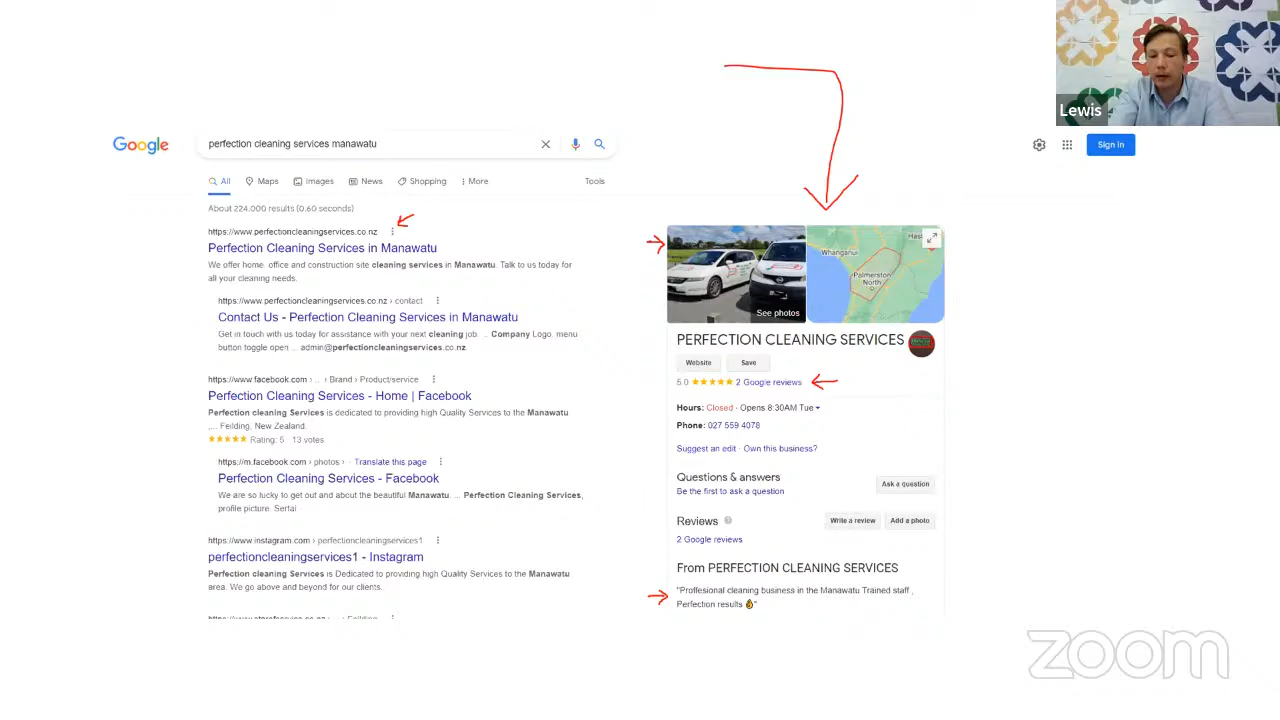 Lewis
Google
perfection cleaning services manawatu
Sign in
All
Maps
Images
News
Shopping
More
Tools
About 224,000 results (0.60 seconds)
https://www.perfectioncleaningservices.co.nz
Perfection Cleaning Services in Manawatu
We offer home, office and construction site cleaning services in Manawatu. Talk to us today for
all your cleaning needs.
https://www.perfectioncleaningservices.co.nz › contact
Contact Us - Perfection Cleaning Services in Manawatu
Get in touch with us today for assistance with your next cleaning job. ... Company Logo. menu
button toggle open ... admin@perfectioncleaningservices.co.nz.
https://www.facebook.com › ... › Brand › Product/service
Perfection Cleaning Services - Home | Facebook
Perfection cleaning Services is dedicated to providing high Quality Services to the Manawatu
,... Feilding, New Zealand.
Rating: 5 · 13 votes
https://m.facebook.com › photos › · Translate this page
Perfection Cleaning Services - Facebook
We are so lucky to get out and about the beautiful Manawatu. ... Perfection Cleaning Services,
profile picture. Sertai
https://www.instagram.com › perfectioncleaningservices1
perfectioncleaningservices1 - Instagram
Perfection cleaning Services is Dedicated to providing high Quality Services to the Manawatu
area. We go above and beyond for our clients.
See photos
Whanganui
Palmerston
North
PERFECTION CLEANING SERVICES
Website
Save
5.0 ★★★★★ 2 Google reviews
Hours: Closed · Opens 8:30AM Tue
Phone: 027 559 4078
Suggest an edit · Own this business?
Questions & answers
Be the first to ask a question
Ask a question
Reviews
Write a review
Add a photo
2 Google reviews
From PERFECTION CLEANING SERVICES
"Proffesional cleaning business in the Manawatu Trained staff ,
Perfection results 👌"
zoom